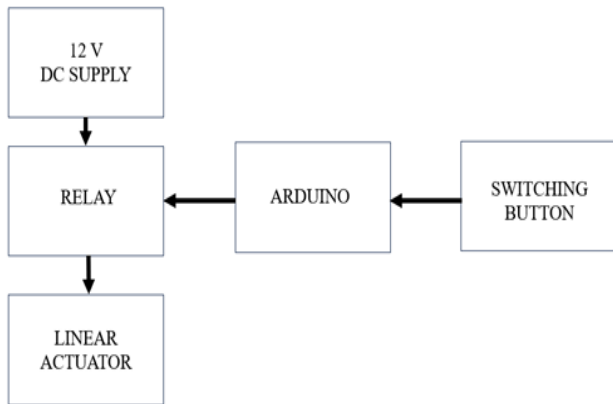 12 V
DC SUPPLY
RELAY
ARDUINO
SWITCHING
BUTTON
LINEAR
ACTUATOR